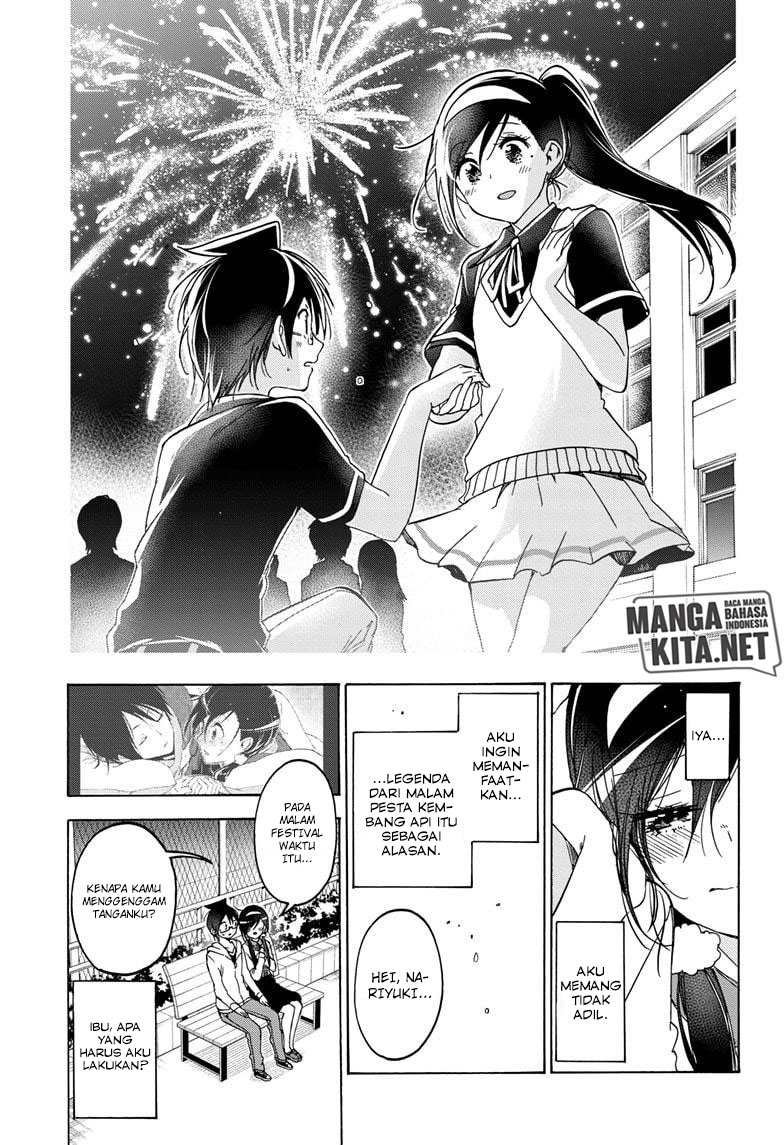 MANGA
KITA.NET
BACA MANGA
BAHASA
INDONESIA
IYA...
AKU
MEMANG
TIDAK
ADIL.
AKU
INGIN
MEMAN-
FAAT-
KAN...
...LEGENDA
DARI MALAM
PESTA KEM-
BANG API ITU
SEBAGAI
ALASAN.
HEI, NA-
RIYUKI...
PADA
MALAM
FESTIVAL
WAKTU
ITU...
KENAPA KAMU
MENGGENGGAM
TANGANKU?
IBU, APA
YANG
HARUS AKU
LAKUKAN?